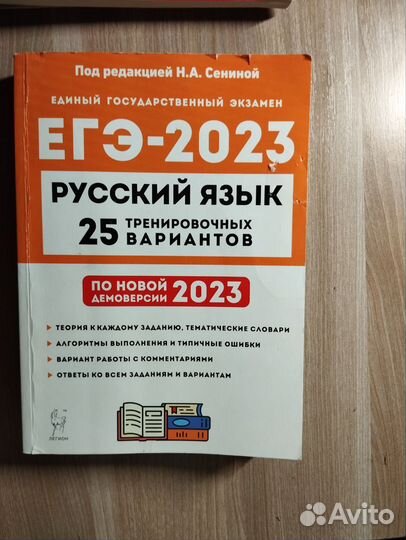 Под редакцией Н.А. Сениной
ЕДИНЫЙ ГОСУДАРСТВЕННЫЙ ЭКЗАМЕН
ЕГЭ-2023
РУССКИЙ ЯЗЫК
25 ТРЕНИРОВОЧНЫХ
ВАРИАНТОВ
ПО НОВОЙ
ДЕМОВЕРСИИ 2023
ТЕОРИЯ К КАЖДОМУ ЗАДАНИЮ, ТЕМАТИЧЕСКИЕ СЛОВАРИ
АЛГОРИТМЫ ВЫПОЛНЕНИЯ И ТИПИЧНЫЕ ОШИБКИ
ВАРИАНТ РАБОТЫ С КОММЕНТАРИЯМИ
ОТВЕТЫ КО ВСЕМ ЗАДАНИЯМ И ВАРИАНТАМ
ЛЕГИОН
Avito